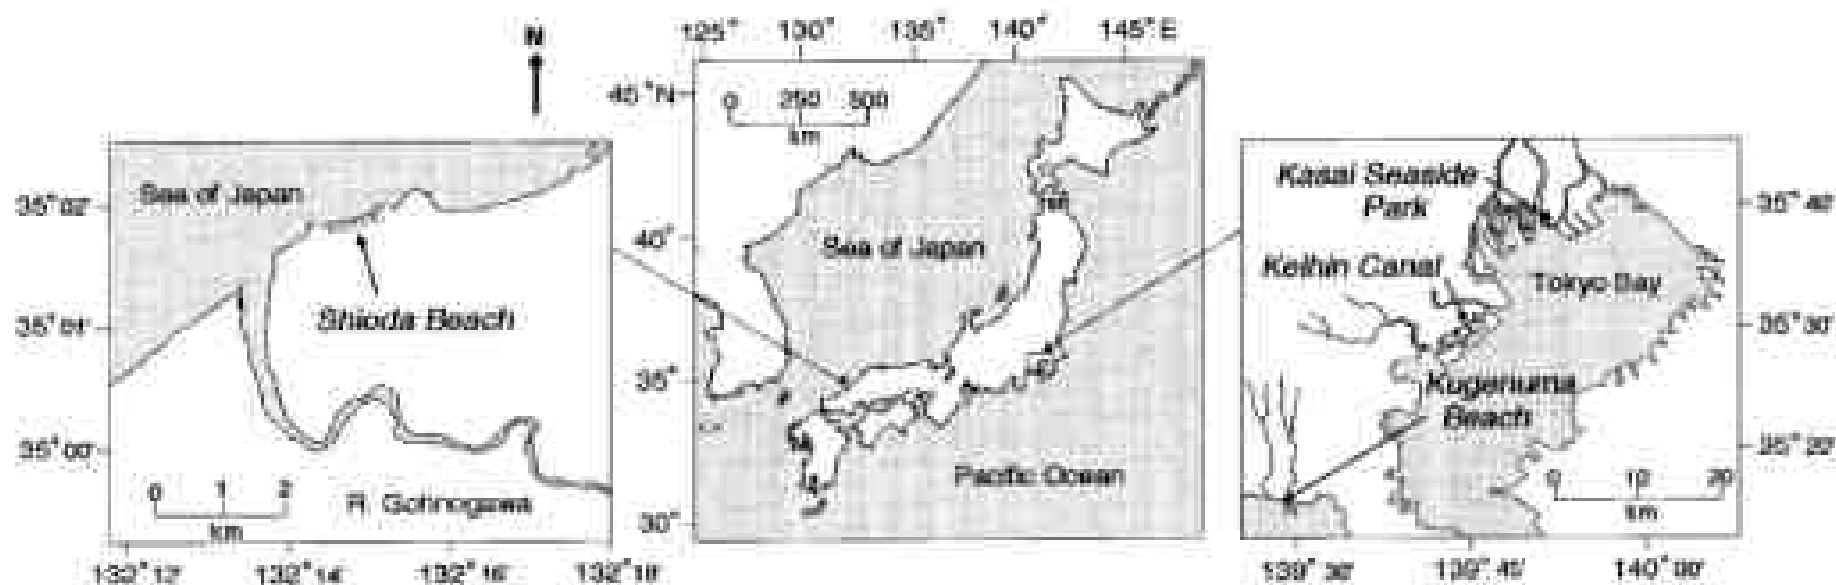 N
Sea of Japan
Shioda Beach
R. Gohnogawa
0 1 2
km
35°02'
35°01'
35°00'
132°12' 132°14' 132°16' 132°18'
125° 130° 135° 140° 145°E
45°N
40°
35°
30°
0 250 500
km
Sea of Japan
Pacific Ocean
Kasai Seaside
Park
Keihin Canal
Tokyo Bay
Kugenuma
Beach
0 10 20
km
35°40'
35°30'
35°20'
139°30' 139°45' 140°00'